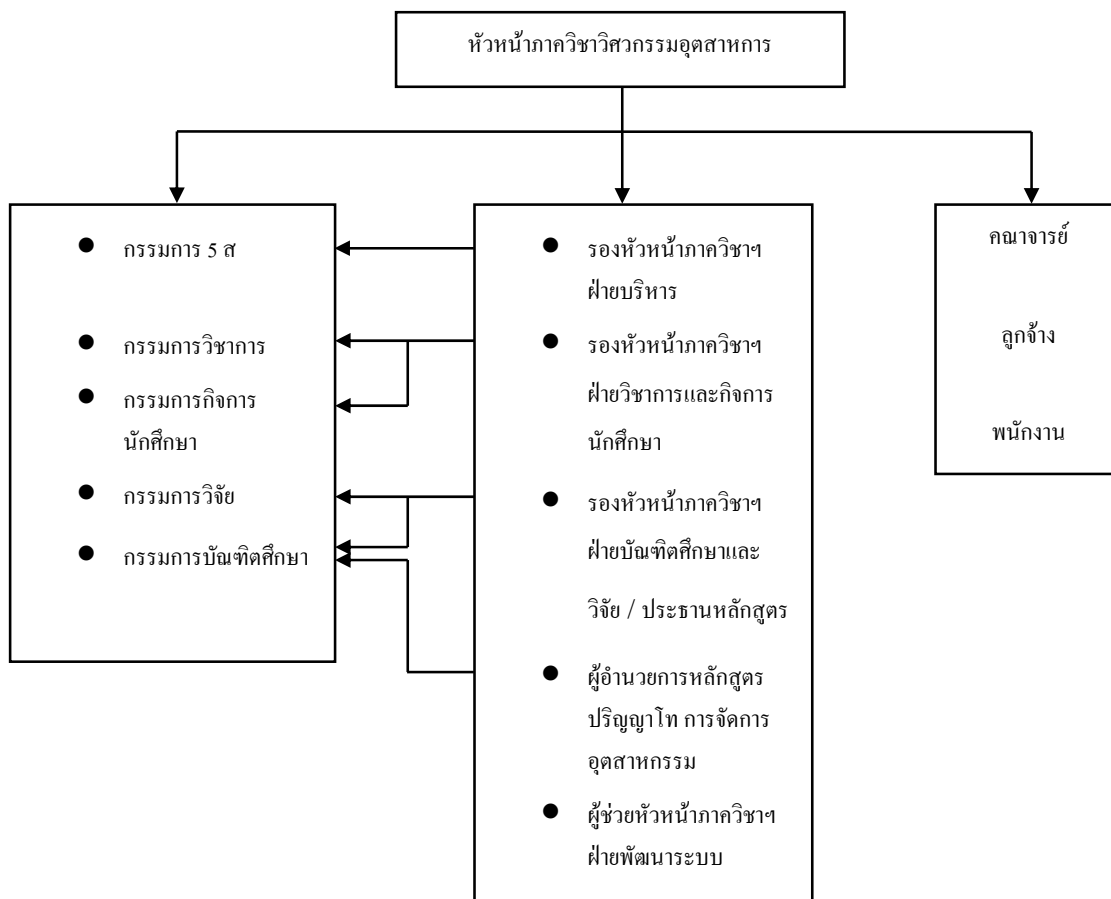 หัวหน้าภาควิชาวิศวกรรมอุตสาหการ
● กรรมการ 5 ส
● กรรมการวิชาการ
● กรรมการกิจการ
นักศึกษา
● กรรมการวิจัย
● กรรมการบัณฑิตศึกษา
● รองหัวหน้าภาควิชาฯ
ฝ่ายบริหาร
● รองหัวหน้าภาควิชาฯ
ฝ่ายวิชาการและกิจการ
นักศึกษา
● รองหัวหน้าภาควิชาฯ
ฝ่ายบัณฑิตศึกษาและ
วิจัย / ประธานหลักสูตร
● ผู้อำนวยการหลักสูตร
ปริญญาโท การจัดการ
อุตสาหกรรม
● ผู้ช่วยหัวหน้าภาควิชาฯ
ฝ่ายพัฒนาระบบ
คณาจารย์
ลูกจ้าง
พนักงาน